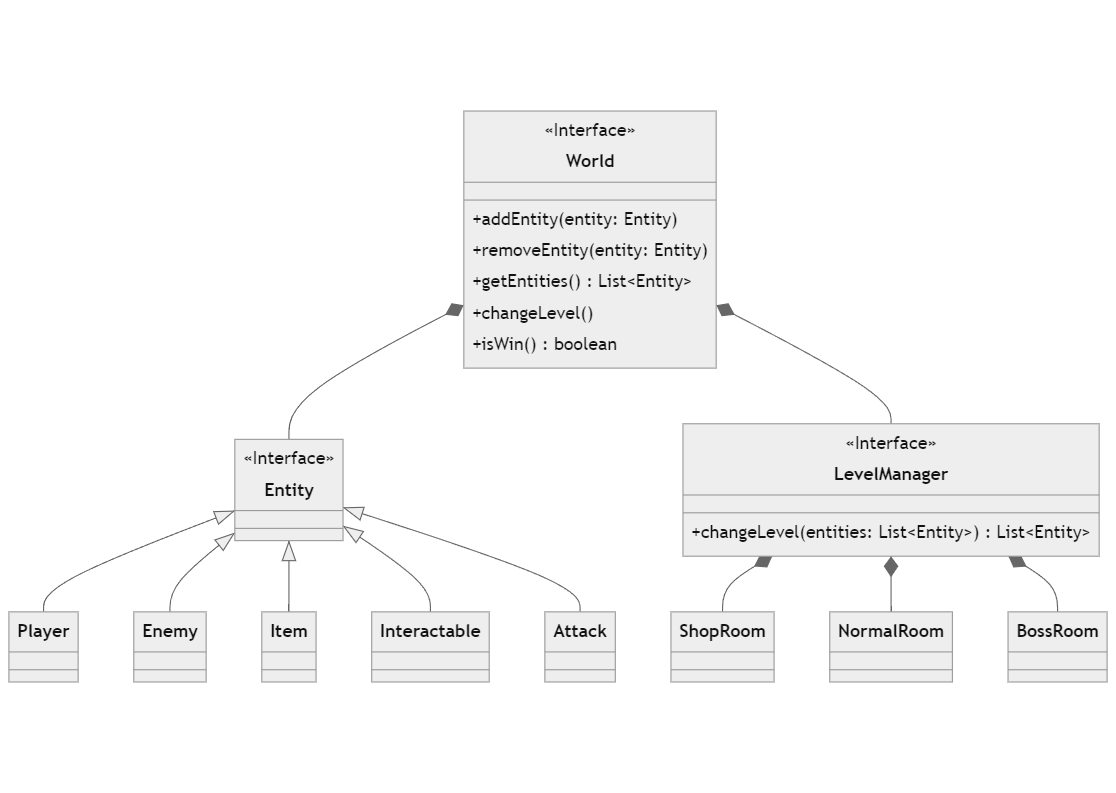 «Interface»
World
+addEntity(entity: Entity)
+removeEntity(entity: Entity)
+getEntities() : List<Entity>
+changeLevel()
+isWin() : boolean
«Interface»
Entity
«Interface»
LevelManager
+changeLevel(entities: List<Entity>) : List<Entity>
Player
Enemy
Item
Interactable
Attack
ShopRoom
NormalRoom
BossRoom